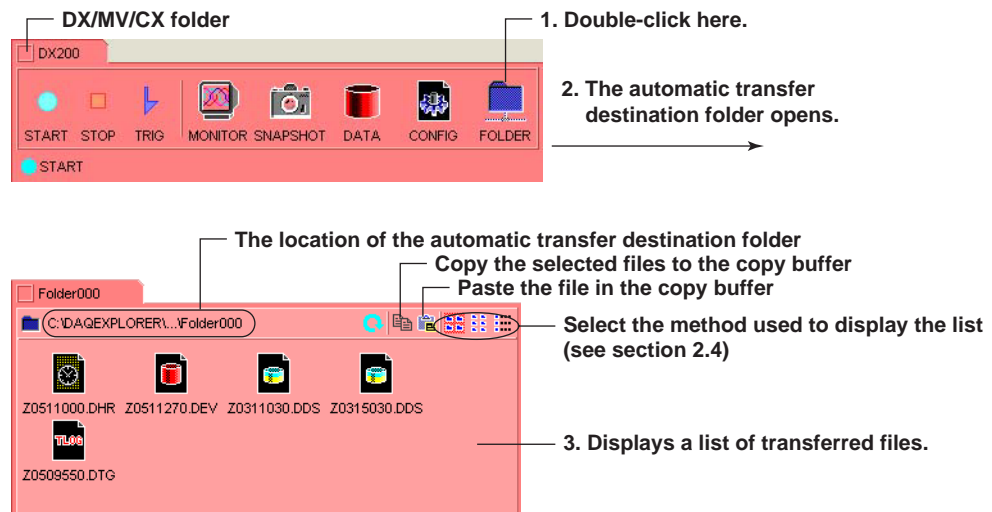 DX/MV/CX folder
1. Double-click here.
DX200
2. The automatic transfer
destination folder opens.
START STOP TRIG MONITOR SNAPSHOT DATA CONFIG FOLDER
START
The location of the automatic transfer destination folder
Copy the selected files to the copy buffer
Paste the file in the copy buffer
Folder000
C:\DAQEXPLORER\...\Folder000
Select the method used to display the list
(see section 2.4)
Z0511000.DHR Z0511270.DEV Z0311030.DDS Z0315030.DDS
TLOG
3. Displays a list of transferred files.
Z0509550.DTG